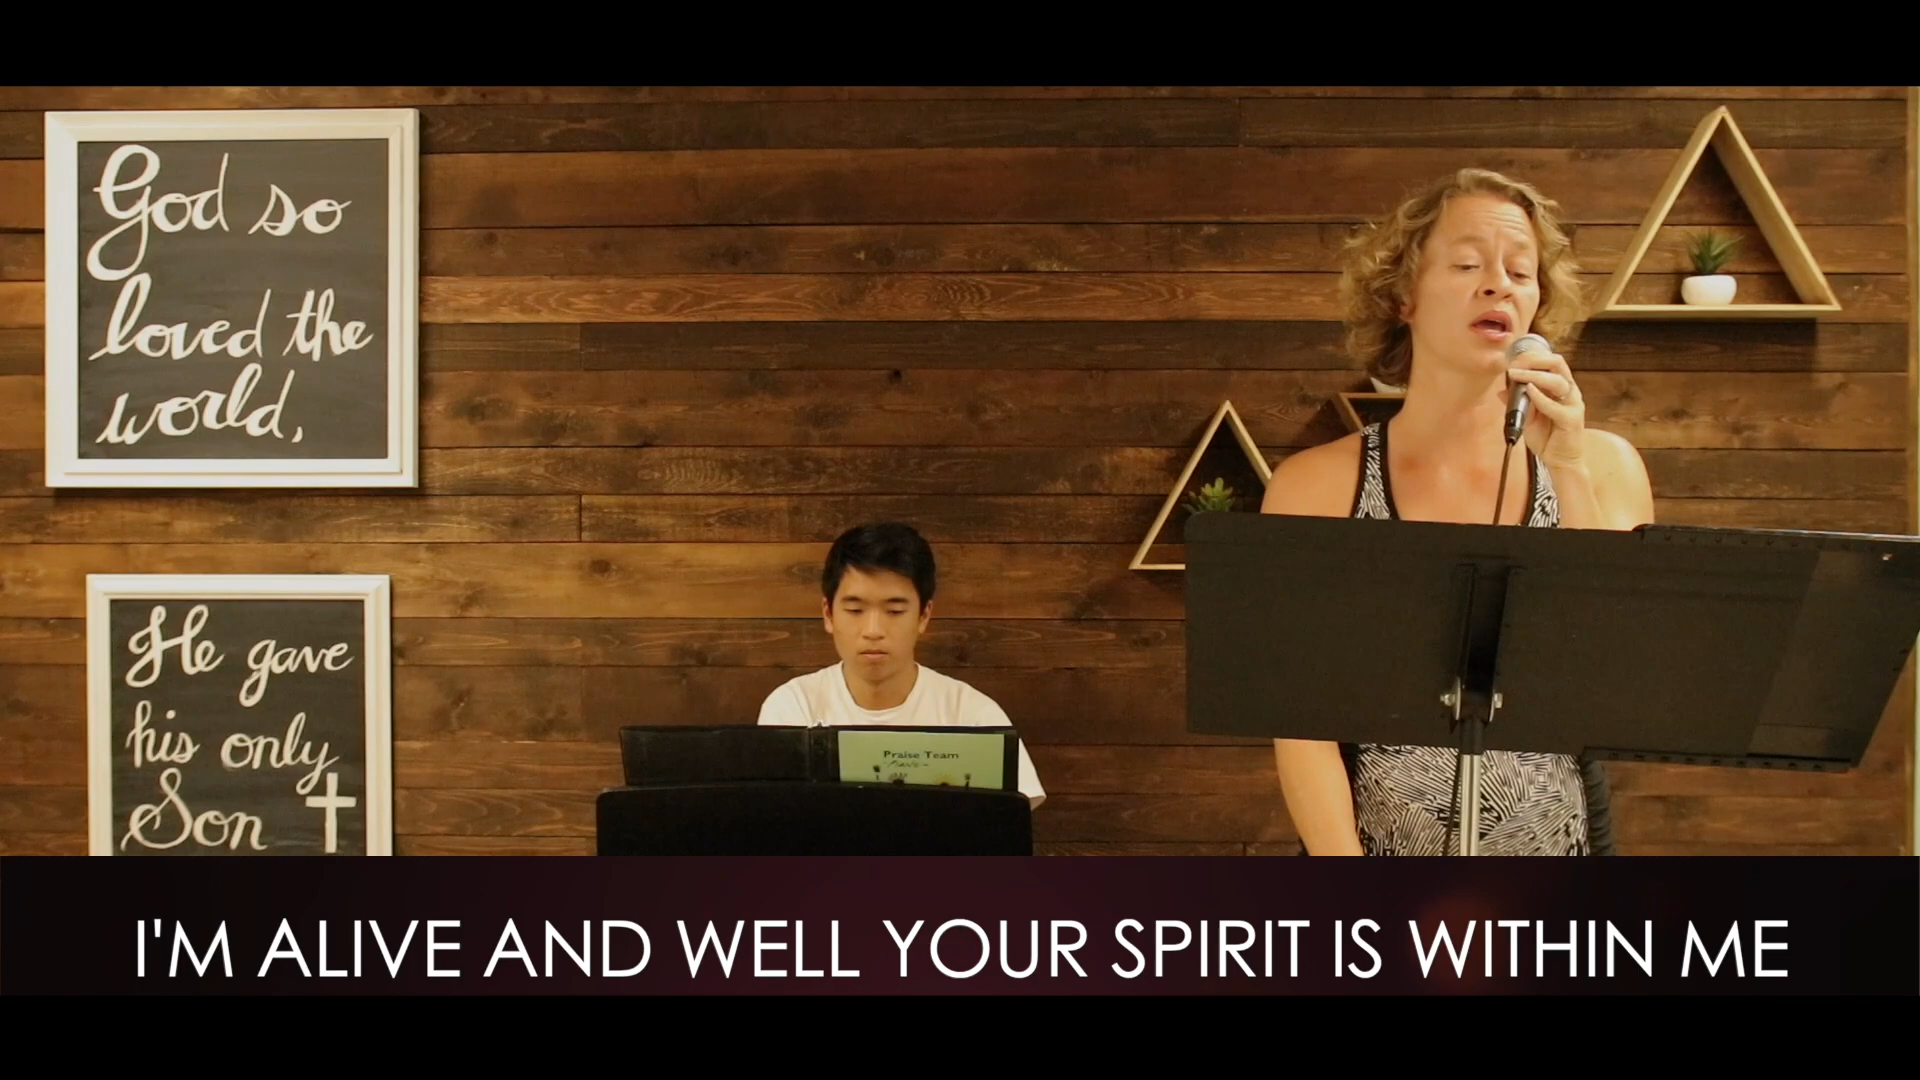 God so
loved the
world,
He gave
his only
Son
Praise Team
I'M ALIVE AND WELL YOUR SPIRIT IS WITHIN ME